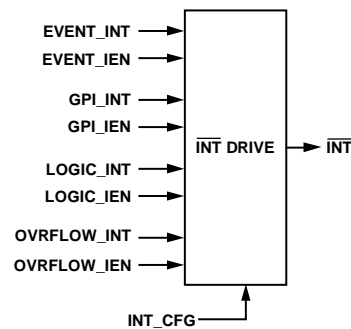 EVENT_INT
EVENT_IEN
GPI_INT
GPI_IEN
INT DRIVE
INT
LOGIC_INT
LOGIC_IEN
OVRFLOW_INT
OVRFLOW_IEN
INT_CFG